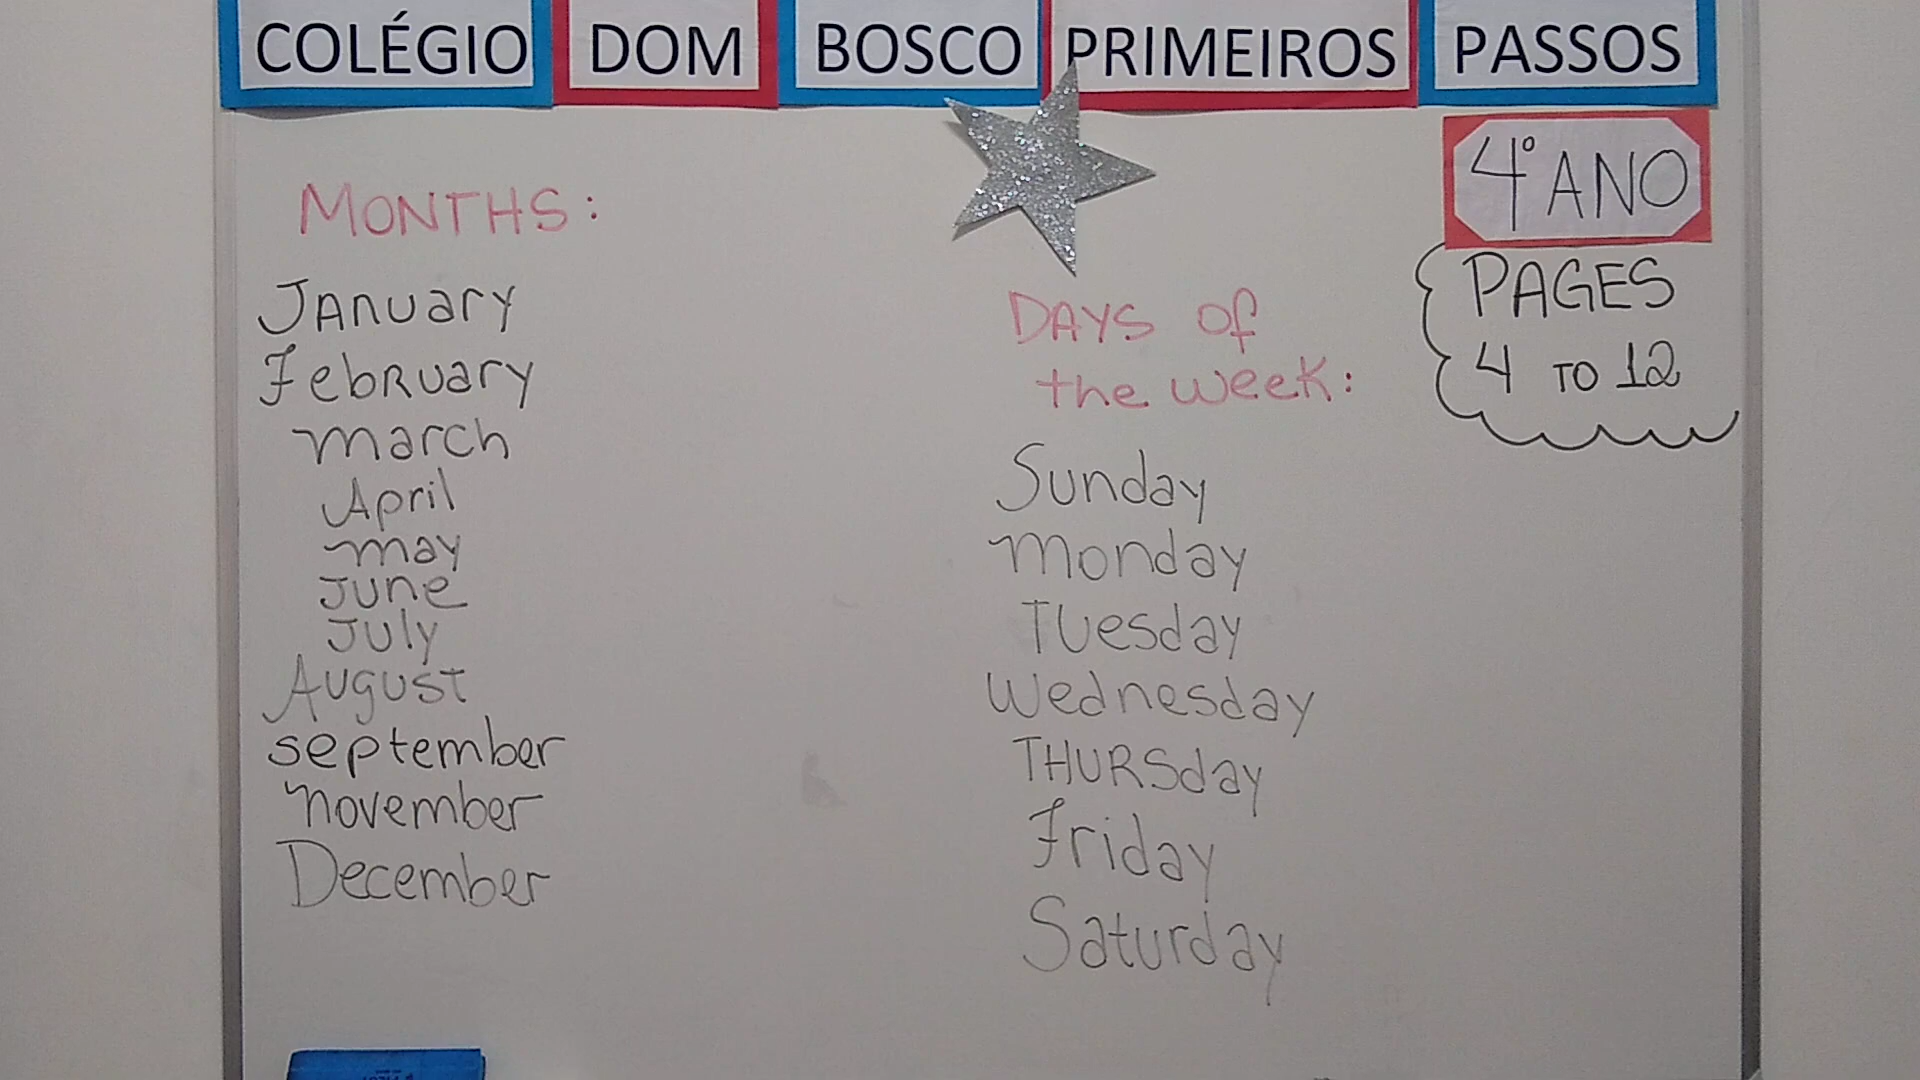 COLÉGIO DOM BOSCO PRIMEIROS PASSOS
4º ANO
PAGES
4 TO 12
MONTHS:
January
February
march
April
may
June
July
August
september
november
December
DAYS of
the week:
Sunday
monday
Tuesday
Wednesday
THURSday
Friday
Saturday